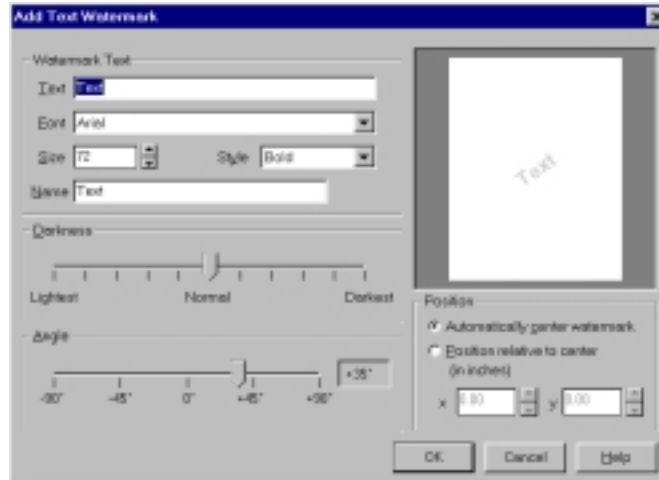 Add Text Watermark
Watermark Text
Text Text
Font Arial
Size 72 Style Bold
Name Text
Text
Darkness
Lightest Normal Darkest
Position
Automatically center watermark
Position relative to center
(in inches)
x 0.00 y 0.00
Angle
+35°
-90° -45° 0° +45° +90°
OK Cancel Help